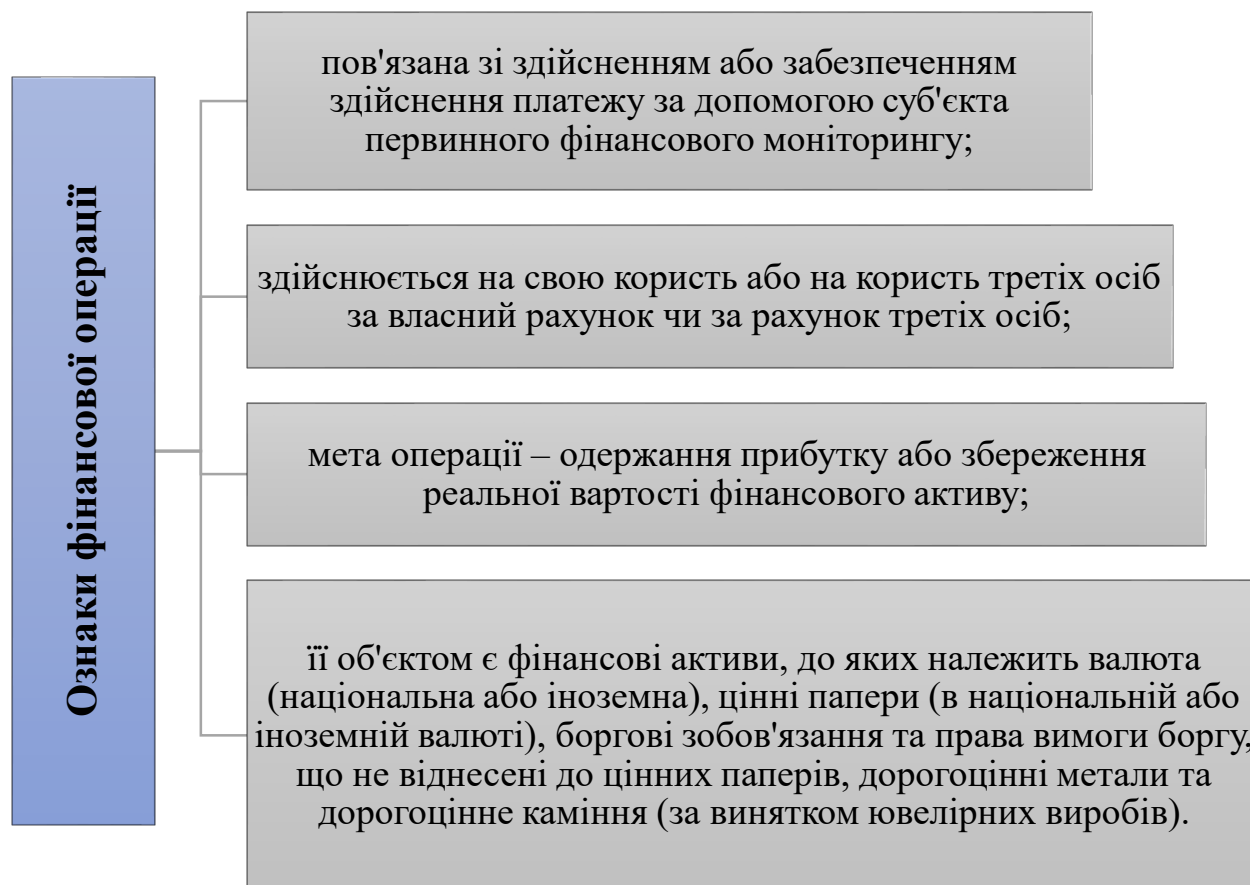 Ознаки фінансової операції
пов'язана зі здійсненням або забезпеченням
здійснення платежу за допомогою суб'єкта
первинного фінансового моніторингу;
здійснюється на свою користь або на користь третіх осіб
за власний рахунок чи за рахунок третіх осіб;
мета операції – одержання прибутку або збереження
реальної вартості фінансового активу;
її об'єктом є фінансові активи, до яких належить валюта
(національна або іноземна), цінні папери (в національній або
іноземній валюті), боргові зобов'язання та права вимоги боргу,
що не віднесені до цінних паперів, дорогоцінні метали та
дорогоцінне каміння (за винятком ювелірних виробів).